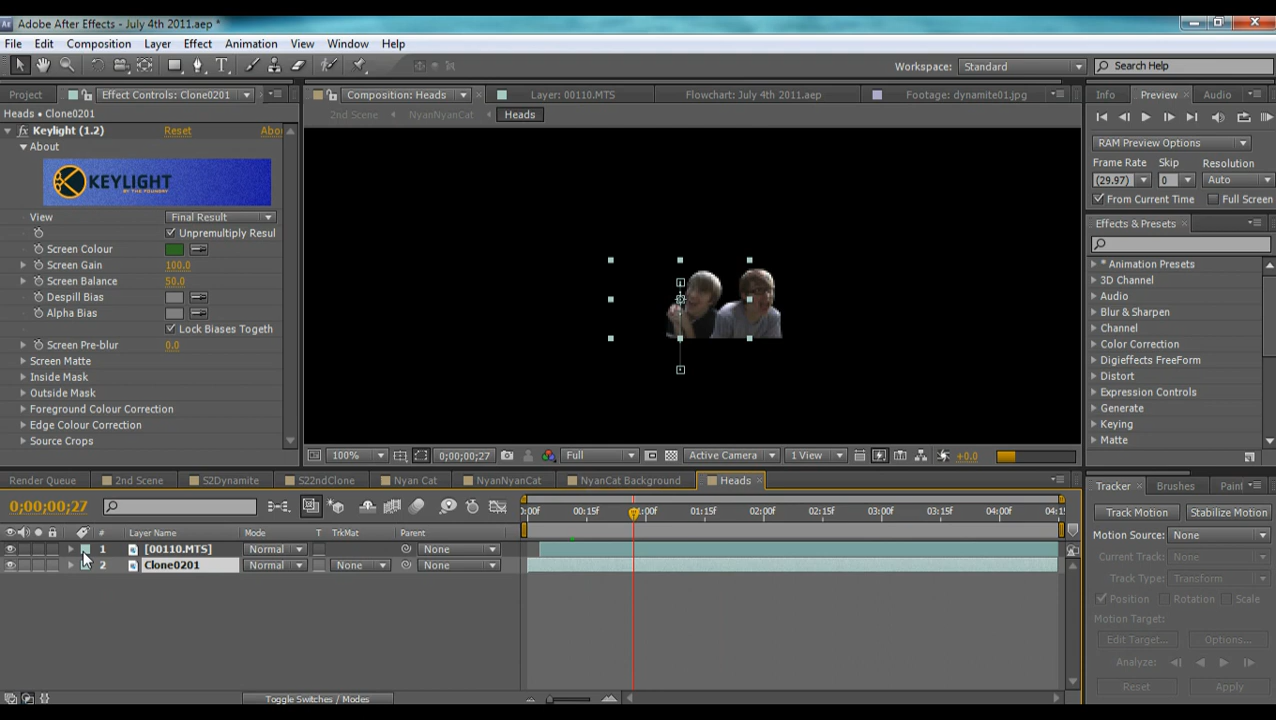 Ae Adobe After Effects - July 4th 2011.aep *
File Edit Composition Layer Effect Animation View Window Help
Workspace: Standard Search Help
Project Effect Controls: Clone0201 Composition: Heads Layer: 00110.MTS Flowchart: July 4th 2011.aep Footage: dynamite01.jpg Info Preview Audio
Heads • Clone0201 2nd Scene NyanNyanCat Heads
fx Keylight (1.2) Reset Abou
About
KEYLIGHT
BY THE FOUNDRY
View Final Result
Unpremultiply Resul
Screen Colour
Screen Gain 100.0
Screen Balance 50.0
Despill Bias
Alpha Bias
Lock Biases Togeth
Screen Pre-blur 0.0
Screen Matte
Inside Mask
Outside Mask
Foreground Colour Correction
Edge Colour Correction
Source Crops
100% 0;00;00;27 Full Active Camera 1 View +0.0
RAM Preview Options
Frame Rate Skip Resolution
(29.97) 0 Auto
From Current Time Full Screen
Effects & Presets
* Animation Presets
3D Channel
Audio
Blur & Sharpen
Channel
Color Correction
Digieffects FreeForm
Distort
Expression Controls
Generate
Keying
Matte
Render Queue 2nd Scene S2Dynamite S22ndClone Nyan Cat NyanNyanCat NyanCat Background Heads
0;00;00;27
# Layer Name Mode T TrkMat Parent
0:00f 00:15f 01:00f 01:15f 02:00f 02:15f 03:00f 03:15f 04:00f 04:15
1 [00110.MTS] Normal None
2 Clone0201 Normal None None
Toggle Switches / Modes
Tracker Brushes Paint
Track Motion Stabilize Motion
Motion Source: None
Current Track: None
Track Type: Transform
Position Rotation Scale
Motion Target:
Edit Target... Options...
Analyze:
Reset Apply